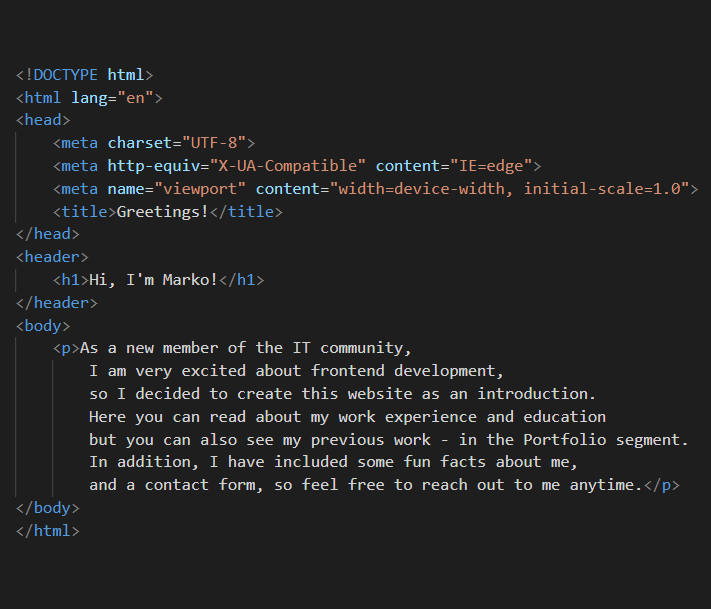 <!DOCTYPE html>
<html lang="en">
<head>
    <meta charset="UTF-8">
    <meta http-equiv="X-UA-Compatible" content="IE=edge">
    <meta name="viewport" content="width=device-width, initial-scale=1.0">
    <title>Greetings!</title>
</head>
<header>
    <h1>Hi, I'm Marko!</h1>
</header>
<body>
    <p>As a new member of the IT community,
        I am very excited about frontend development,
        so I decided to create this website as an introduction.
        Here you can read about my work experience and education
        but you can also see my previous work - in the Portfolio segment.
        In addition, I have included some fun facts about me,
        and a contact form, so feel free to reach out to me anytime.</p>
</body>
</html>